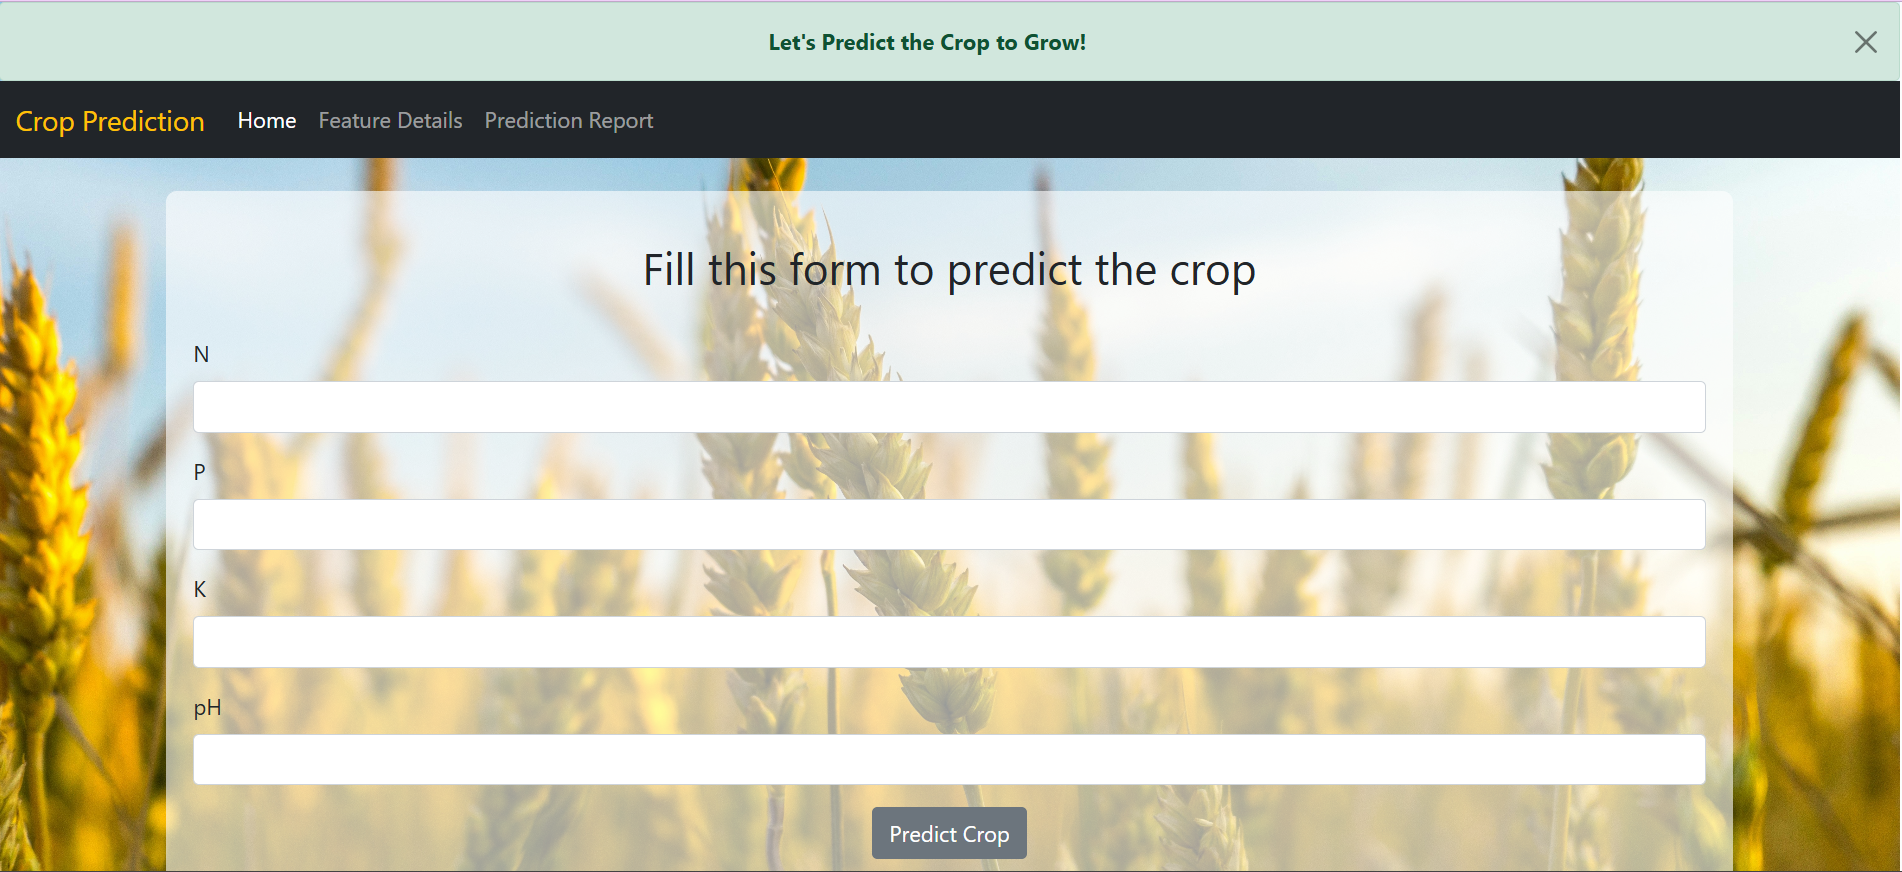 Let's Predict the Crop to Grow!
Crop Prediction Home Feature Details Prediction Report
Fill this form to predict the crop
N
P
K
pH
Predict Crop